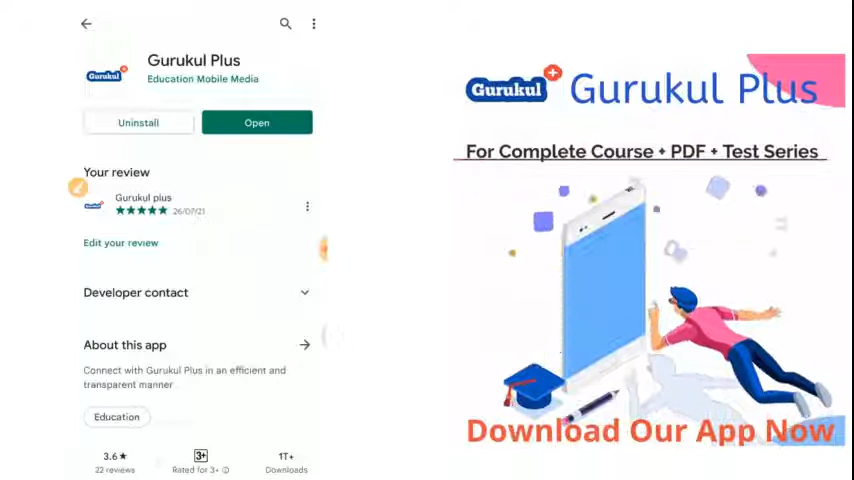 Gurukul Plus
Education Mobile Media
Gurukul
Uninstall
Open
Your review
Gurukul plus
26/07/21
Edit your review
Developer contact
About this app
Connect with Gurukul Plus in an efficient and
transparent manner
Education
3.6★
22 reviews
3+
Rated for 3+
1T+
Downloads
Gurukul Gurukul Plus
For Complete Course + PDF + Test Series
Download Our App Now